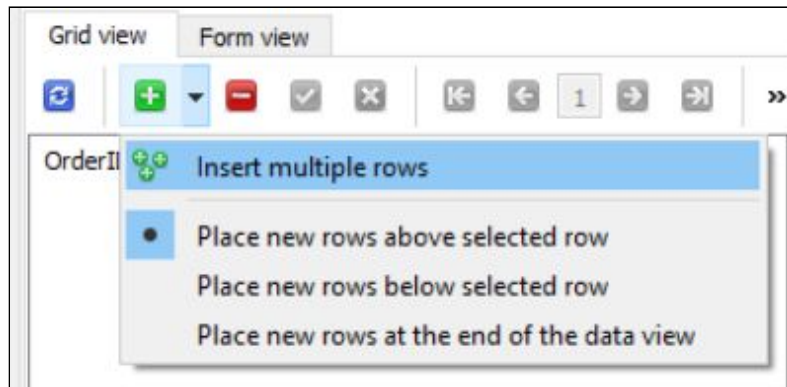 Grid view Form view
1 »
OrderI
Insert multiple rows
Place new rows above selected row
Place new rows below selected row
Place new rows at the end of the data view